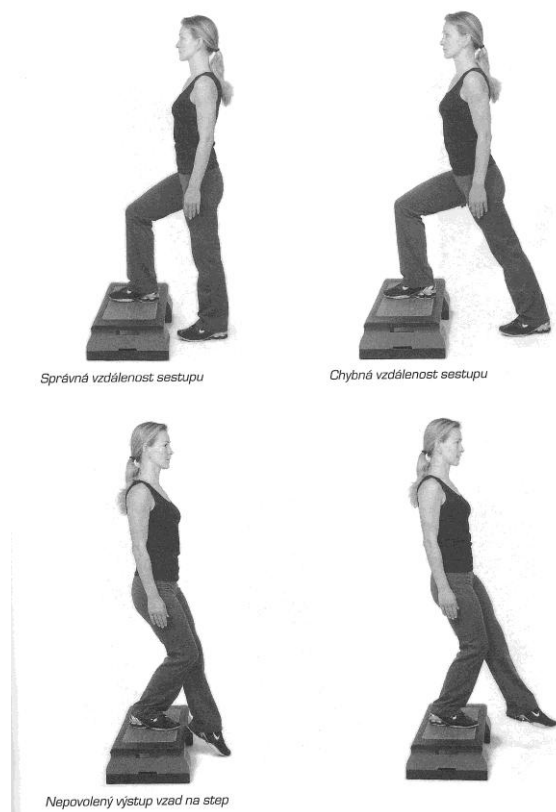 Správná vzdálenost sestupu
Chybná vzdálenost sestupu
Nepovolený výstup vzad na step